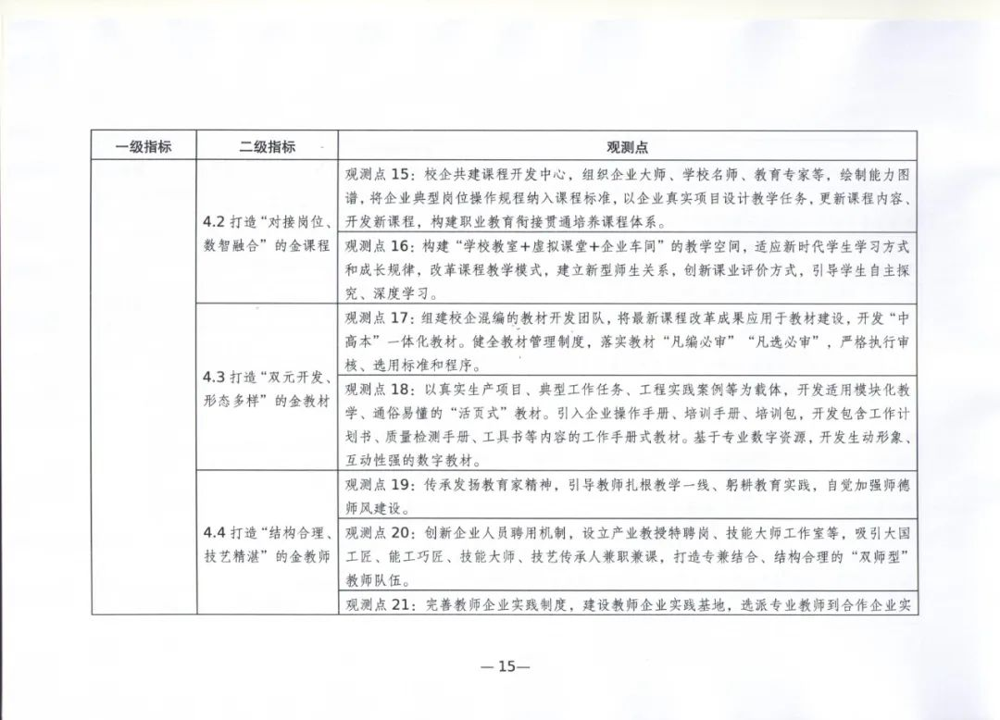 一级指标 二级指标 观测点
观测点 15：校企共建课程开发中心，组织企业大师、学校名师、教育专家等，绘制能力图
谱，将企业典型岗位操作规程纳入课程标准，以企业真实项目设计教学任务，更新课程内容、
开发新课程，构建职业教育衔接贯通培养课程体系。
4.2 打造“对接岗位、
数智融合”的金课程
观测点 16：构建“学校教室+虚拟课堂+企业车间”的教学空间，适应新时代学生学习方式
和成长规律，改革课程教学模式，建立新型师生关系，创新课业评价方式，引导学生自主探
究、深度学习。
观测点 17：组建校企混编的教材开发团队，将最新课程改革成果应用于教材建设，开发“中
高本”一体化教材。健全教材管理制度，落实教材“凡编必审”“凡选必审”，严格执行审
核、选用标准和程序。
4.3 打造“双元开发、
形态多样”的金教材
观测点 18：以真实生产项目、典型工作任务、工程实践案例等为载体，开发适用模块化教
学、通俗易懂的“活页式”教材。引入企业操作手册、培训手册、培训包，开发包含工作计
划书、质量检测手册、工具书等内容的工作手册式教材。基于专业数字资源，开发生动形象、
互动性强的数字教材。
观测点 19：传承发扬教育家精神，引导教师扎根教学一线、躬耕教育实践，自觉加强师德
师风建设。
4.4 打造“结构合理、
技艺精湛”的金教师
观测点 20：创新企业人员聘用机制，设立产业教授特聘岗、技能大师工作室等，吸引大国
工匠、能工巧匠、技能大师、技艺传承人兼职兼课，打造专兼结合、结构合理的“双师型”
教师队伍。
观测点 21：完善教师企业实践制度，建设教师企业实践基地，选派专业教师到合作企业实
—15—